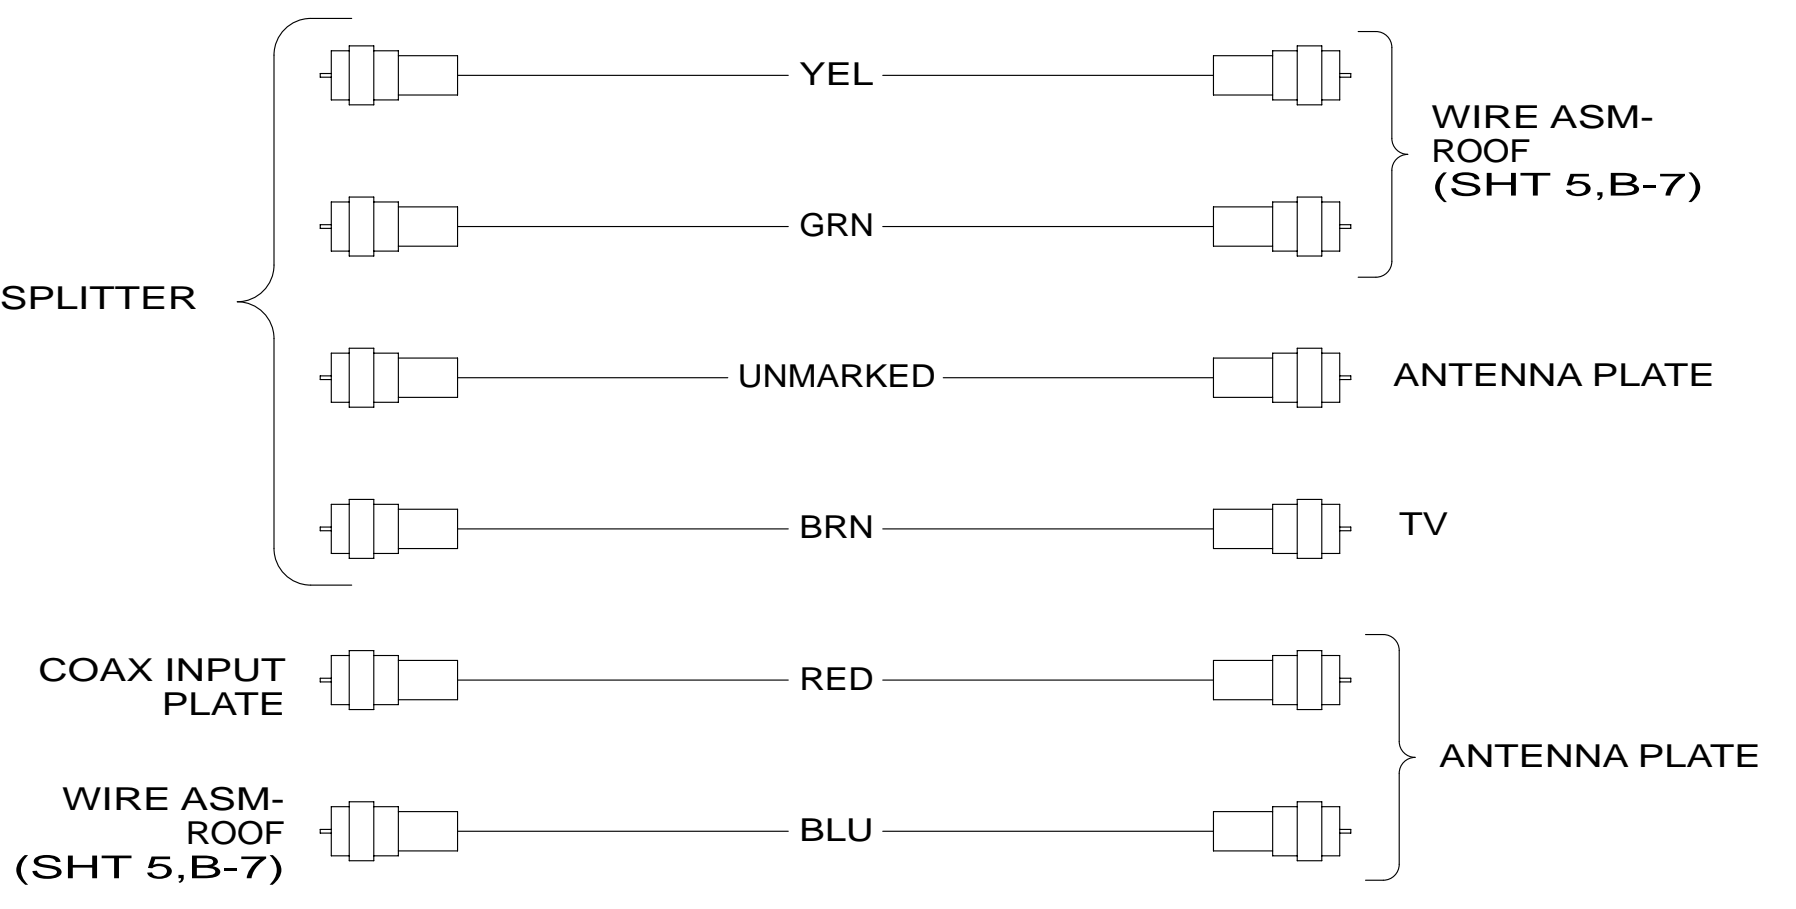 YEL
WIRE ASM-
ROOF
(SHT 5,B-7)
GRN
SPLITTER
UNMARKED
ANTENNA PLATE
BRN
TV
COAX INPUT
PLATE
RED
ANTENNA PLATE
WIRE ASM-
ROOF
(SHT 5,B-7)
BLU